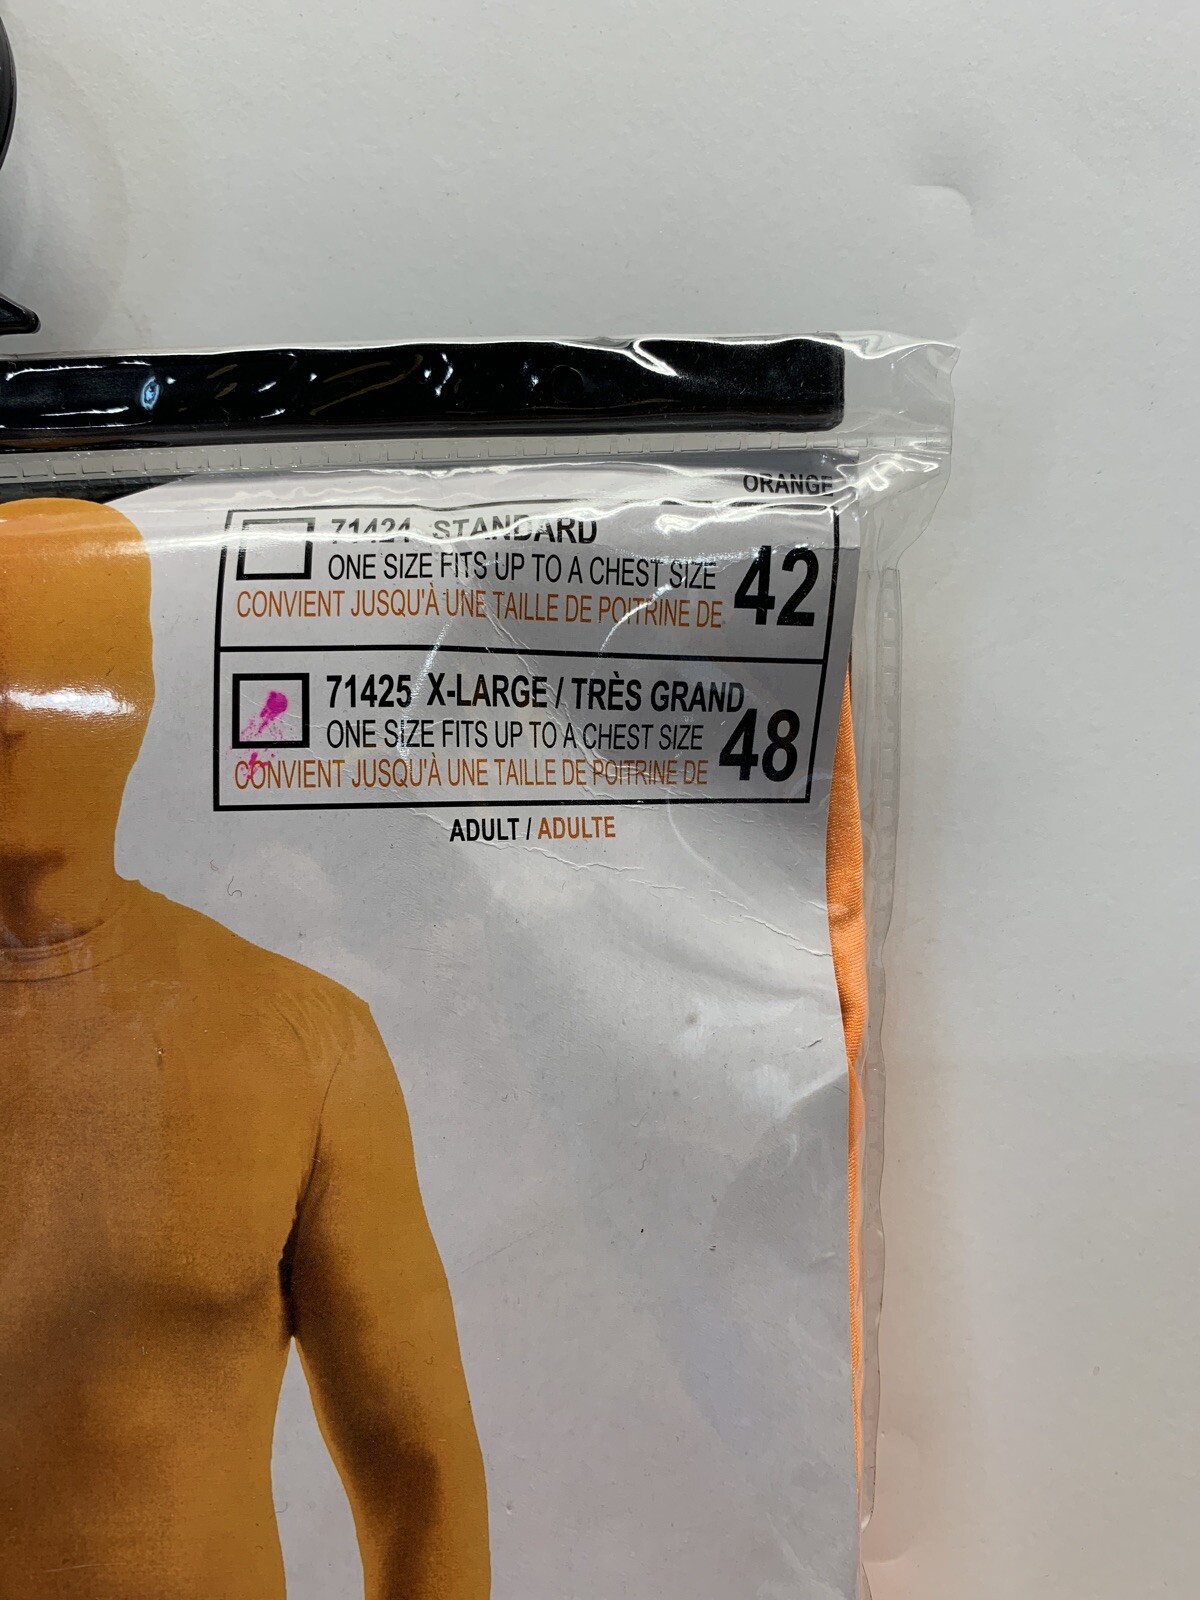 ORANGE
71424 STANDARD
ONE SIZE FITS UP TO A CHEST SIZE 42
CONVIENT JUSQU'À UNE TAILLE DE POITRINE DE
71425 X-LARGE / TRÈS GRAND
ONE SIZE FITS UP TO A CHEST SIZE 48
CONVIENT JUSQU'À UNE TAILLE DE POITRINE DE
ADULT / ADULTE